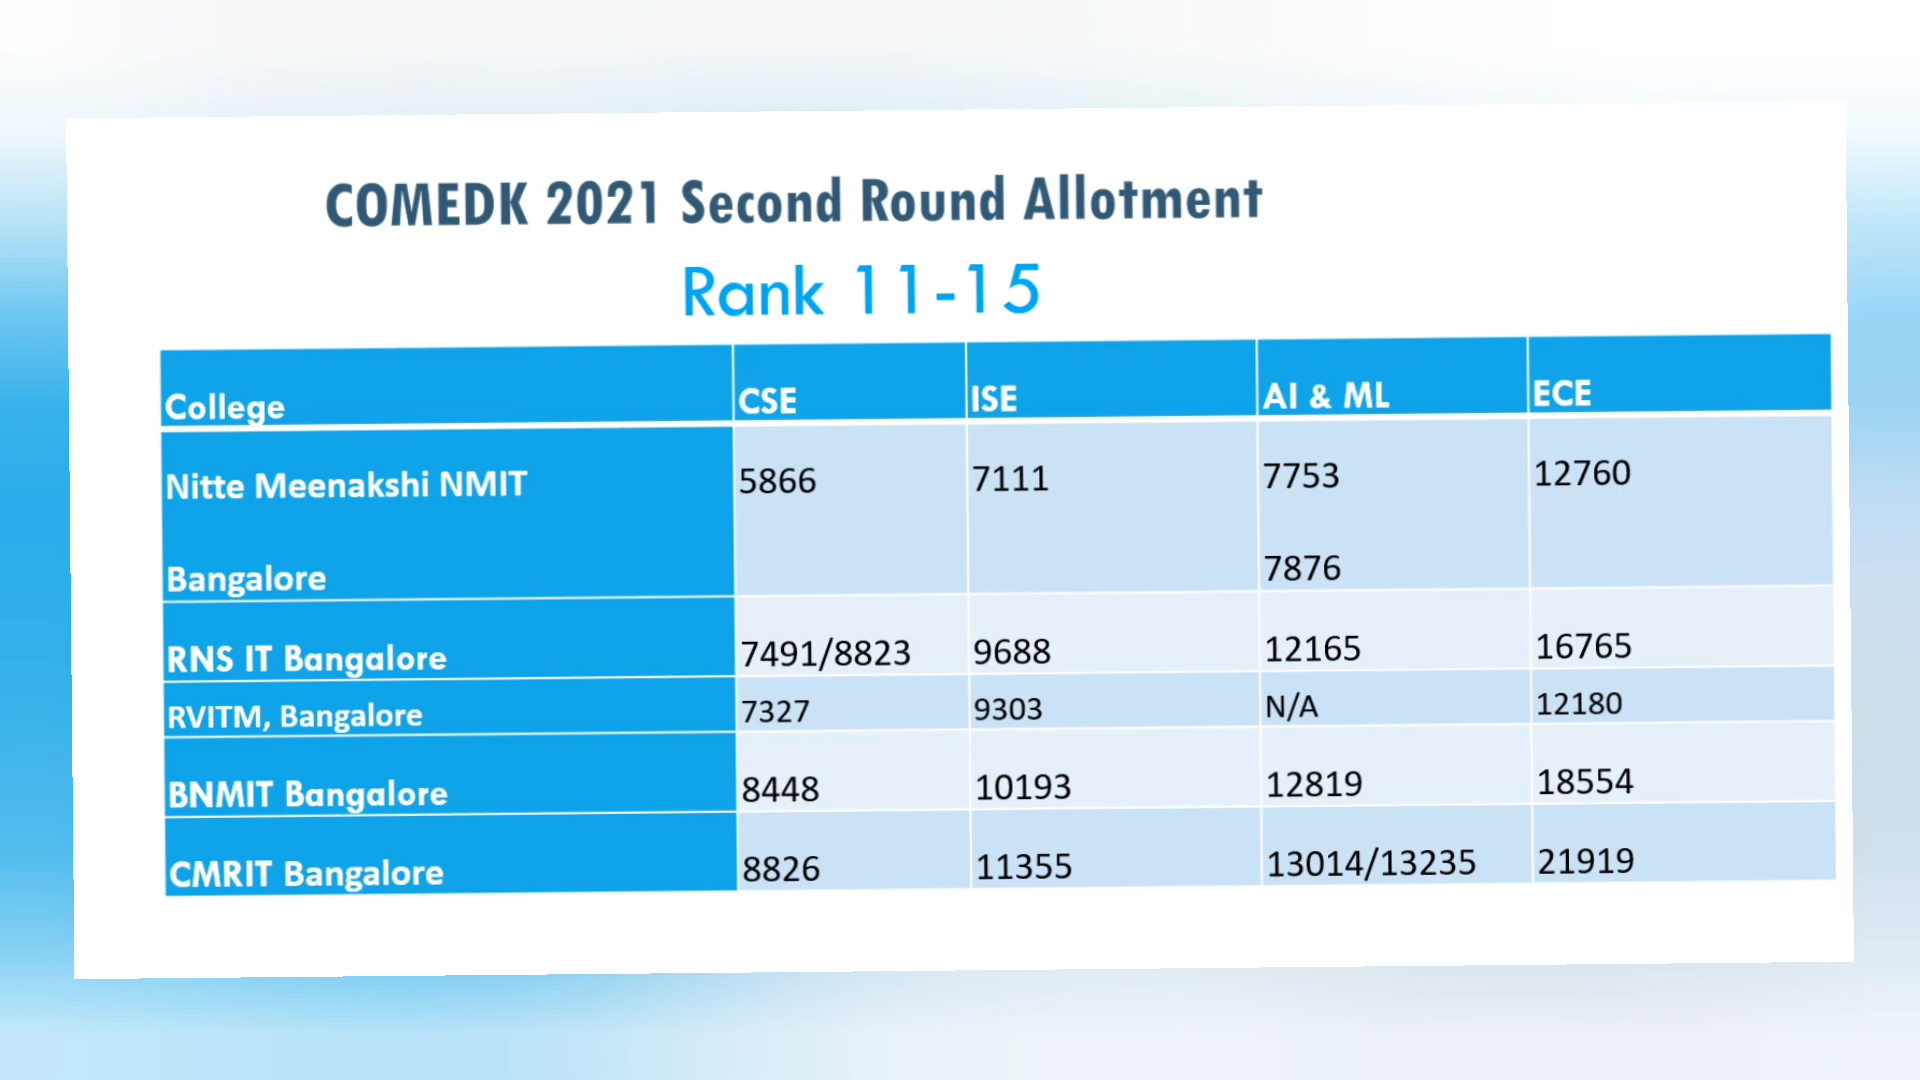 COMEDK 2021 Second Round Allotment
Rank 11-15
College CSE ISE AI & ML ECE
Nitte Meenakshi NMIT 5866 7111 7753 12760
Bangalore 7876
RNS IT Bangalore 7491/8823 9688 12165 16765
RVITM, Bangalore 7327 9303 N/A 12180
BNMIT Bangalore 8448 10193 12819 18554
CMRIT Bangalore 8826 11355 13014/13235 21919